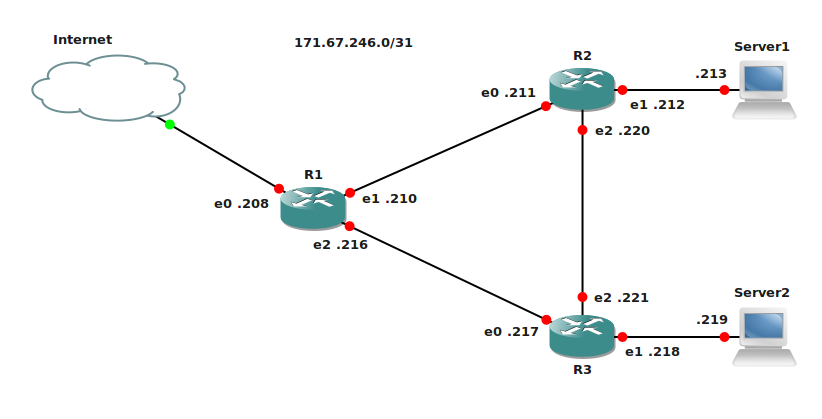 Internet
171.67.246.0/31
R2
Server1
e0 .211
.213
e1 .212
e2 .220
R1
e0 .208
e1 .210
e2 .216
e2 .221
Server2
e0 .217
.219
e1 .218
R3